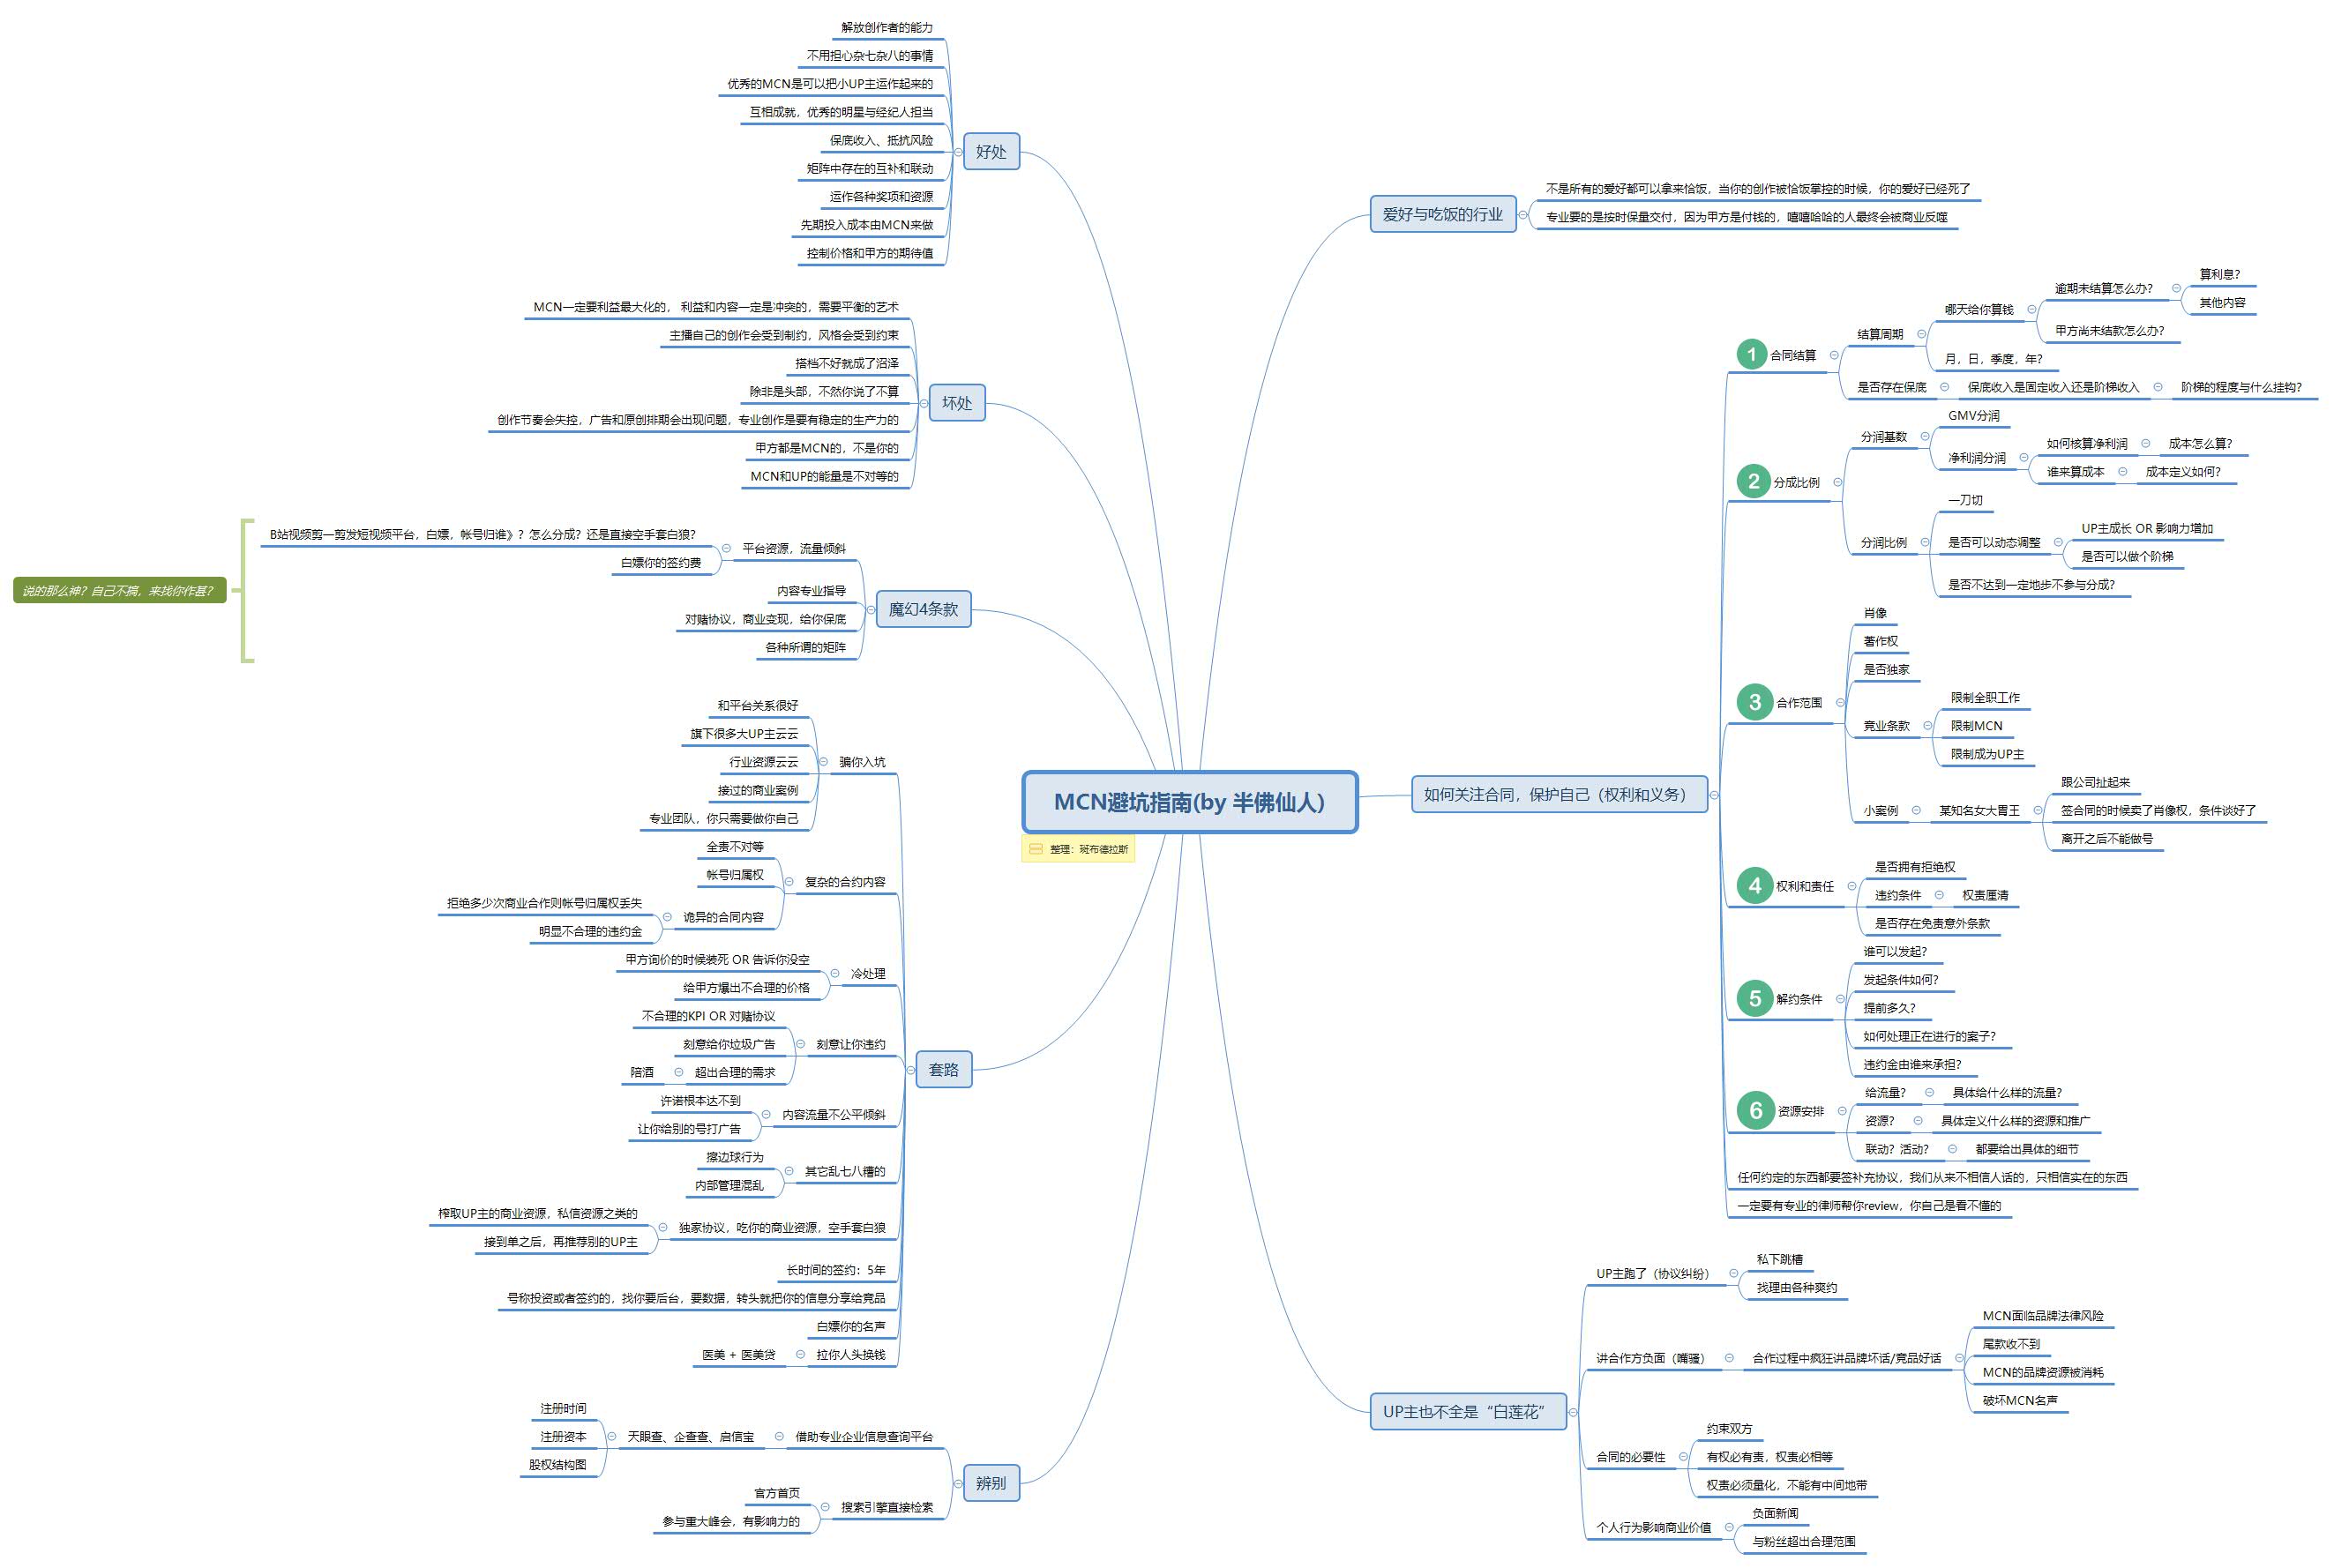 MCN避坑指南(by 半佛仙人)
整理：班布德拉斯
爱好与吃饭的行业
不是所有的爱好都可以拿来恰饭，当你的创作被恰饭掌控的时候，你的爱好已经死了
专业要的是按时保量交付，因为甲方是付钱的，嘻嘻哈哈的人最终会被商业反噬
如何关注合同，保护自己（权利和义务）
1 合同结算
结算周期
哪天给你算钱
逾期未结算怎么办？
算利息？
其他内容
甲方尚未结款怎么办？
月，日，季度，年？
是否存在保底
保底收入是固定收入还是阶梯收入
阶梯的程度与什么挂钩？
2 分成比例
分润基数
GMV分润
净利润分润
如何核算净利润
成本怎么算？
谁来算成本
成本定义如何？
分润比例
一刀切
是否可以动态调整
UP主成长 OR 影响力增加
是否可以做个阶梯
是否不达到一定地步不参与分成？
3 合作范围
肖像
著作权
是否独家
竞业条款
限制全职工作
限制MCN
限制成为UP主
小案例
某知名女大胃王
跟公司扯起来
签合同的时候卖了肖像权，条件谈好了
离开之后不能做号
4 权利和责任
是否拥有拒绝权
违约条件
权责厘清
是否存在免责意外条款
5 解约条件
谁可以发起？
发起条件如何？
提前多久？
如何处理正在进行的案子？
违约金由谁来承担？
6 资源安排
给流量？
具体给什么样的流量？
资源？
具体定义什么样的资源和推广
联动？活动？
都要给出具体的细节
任何约定的东西都要签补充协议，我们从来不相信人话的，只相信实在的东西
一定要有专业的律师帮你review，你自己是看不懂的
UP主也不全是“白莲花”
UP主跑了（协议纠纷）
私下跳槽
找理由各种爽约
讲合作方负面（嘴骚）
合作过程中疯狂讲品牌坏话/竞品好话
MCN面临品牌法律风险
尾款收不到
MCN的品牌资源被消耗
破坏MCN名声
合同的必要性
约束双方
有权必有责，权责必相等
权责必须量化，不能有中间地带
个人行为影响商业价值
负面新闻
与粉丝超出合理范围
好处
解放创作者的能力
不用担心杂七杂八的事情
优秀的MCN是可以把小UP主运作起来的
互相成就，优秀的明星与经纪人担当
保底收入、抵抗风险
矩阵中存在的互补和联动
运作各种奖项和资源
先期投入成本由MCN来做
控制价格和甲方的期待值
坏处
MCN一定要利益最大化的， 利益和内容一定是冲突的，需要平衡的艺术
主播自己的创作会受到制约，风格会受到约束
搭档不好就成了沼泽
除非是头部，不然你说了不算
创作节奏会失控，广告和原创排期会出现问题，专业创作是要有稳定的生产力的
甲方都是MCN的，不是你的
MCN和UP的能量是不对等的
魔幻4条款
平台资源，流量倾斜
B站视频剪一剪发短视频平台，白嫖，帐号归谁》？怎么分成？还是直接空手套白狼？
白嫖你的签约费
内容专业指导
对赌协议，商业变现，给你保底
各种所谓的矩阵
说的那么神？自己不搞，来找你作甚？
套路
骗你入坑
和平台关系很好
旗下很多大UP主云云
行业资源云云
接过的商业案例
专业团队，你只需要做你自己
复杂的合约内容
全责不对等
帐号归属权
诡异的合同内容
拒绝多少次商业合作则帐号归属权丢失
明显不合理的违约金
冷处理
甲方询价的时候装死 OR 告诉你没空
给甲方爆出不合理的价格
刻意让你违约
不合理的KPI OR 对赌协议
刻意给你垃圾广告
超出合理的需求
陪酒
内容流量不公平倾斜
许诺根本达不到
让你给别的号打广告
其它乱七八糟的
擦边球行为
内部管理混乱
独家协议，吃你的商业资源，空手套白狼
榨取UP主的商业资源，私信资源之类的
接到单之后，再推荐别的UP主
长时间的签约：5年
号称投资或者签约的，找你要后台，要数据，转头就把你的信息分享给竞品
白嫖你的名声
拉你人头换钱
医美 + 医美贷
辨别
借助专业企业信息查询平台
天眼查、企查查、启信宝
注册时间
注册资本
股权结构图
搜索引擎直接检索
官方首页
参与重大峰会，有影响力的